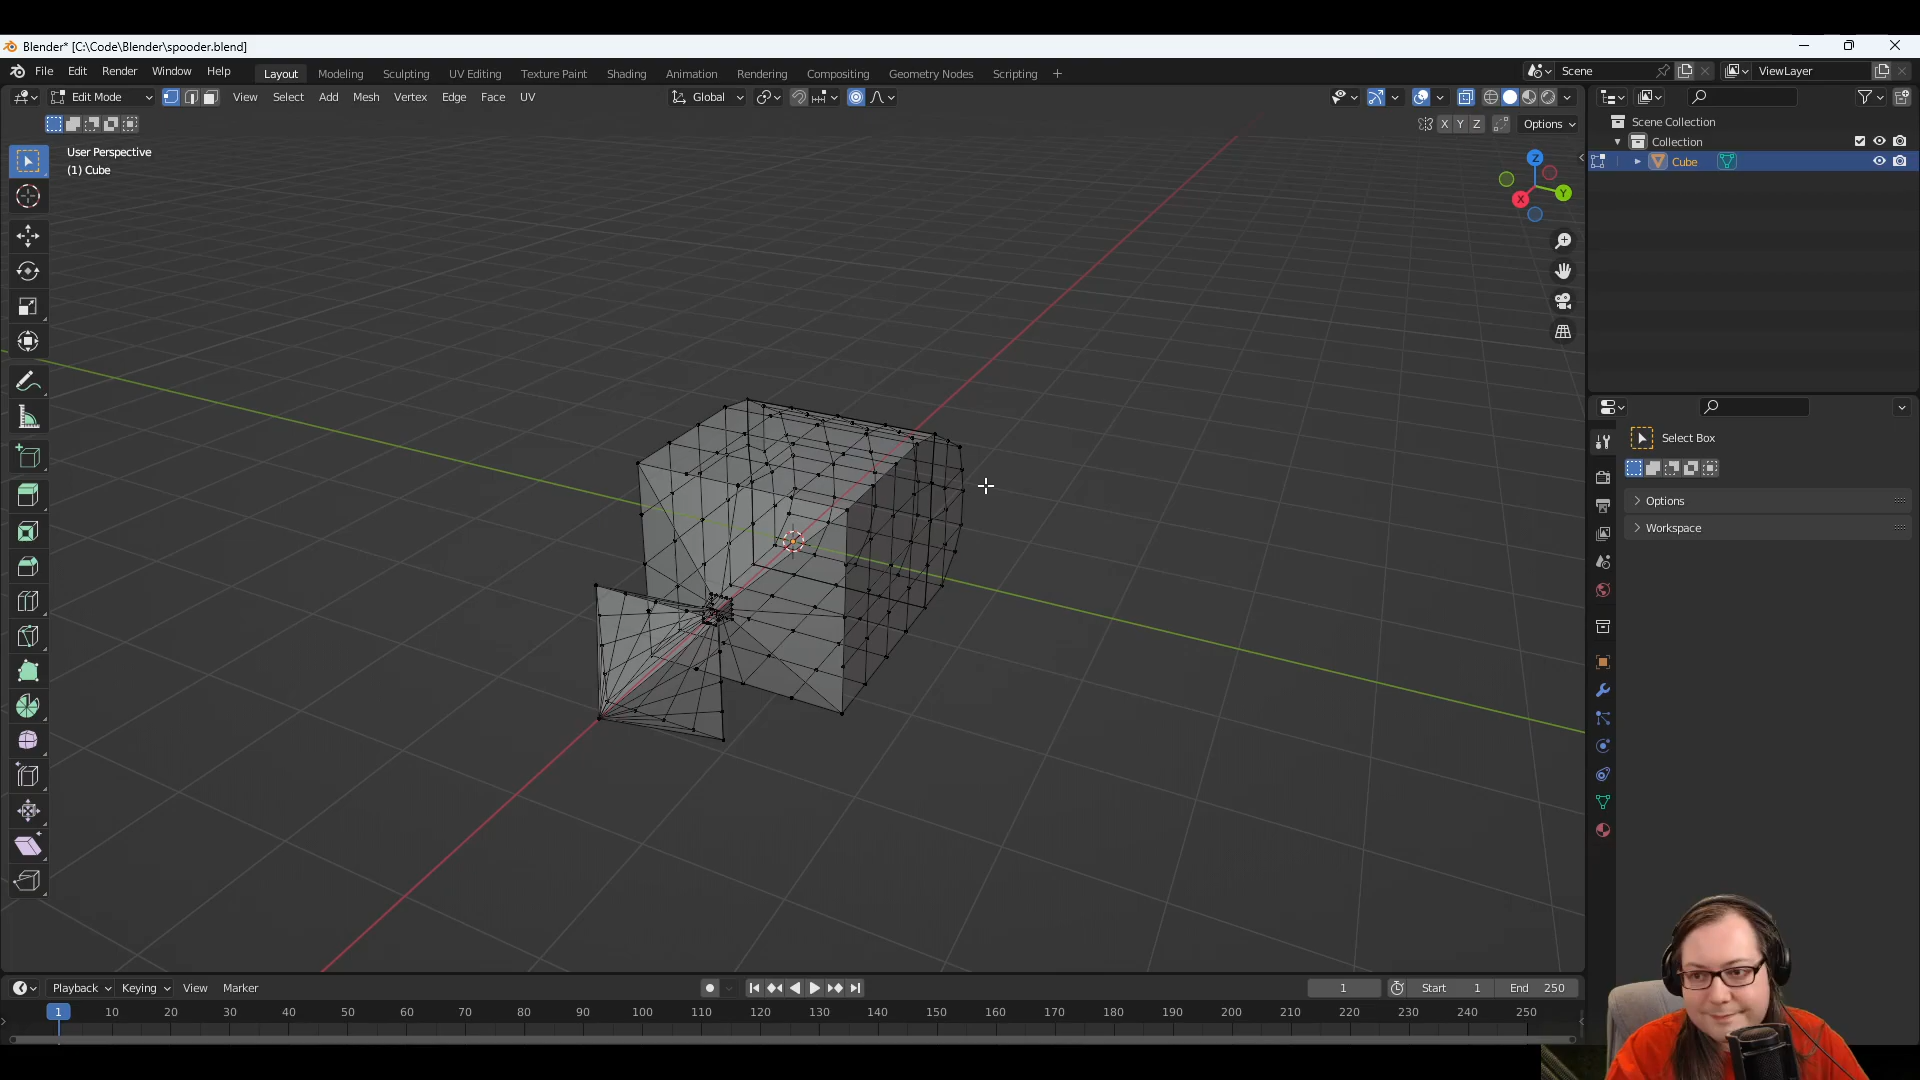 Blender* [C:\Code\Blender\spooder.blend]
File Edit Render Window Help Layout Modeling Sculpting UV Editing Texture Paint Shading Animation Rendering Compositing Geometry Nodes Scripting + Scene ViewLayer
Edit Mode View Select Add Mesh Vertex Edge Face UV Global
X Y Z Options
User Perspective
(1) Cube
Z
Y
X
Scene Collection
Collection
Cube
Select Box
Options
Workspace
Playback Keying View Marker 1 Start 1 End 250
1 10 20 30 40 50 60 70 80 90 100 110 120 130 140 150 160 170 180 190 200 210 220 230 240 250